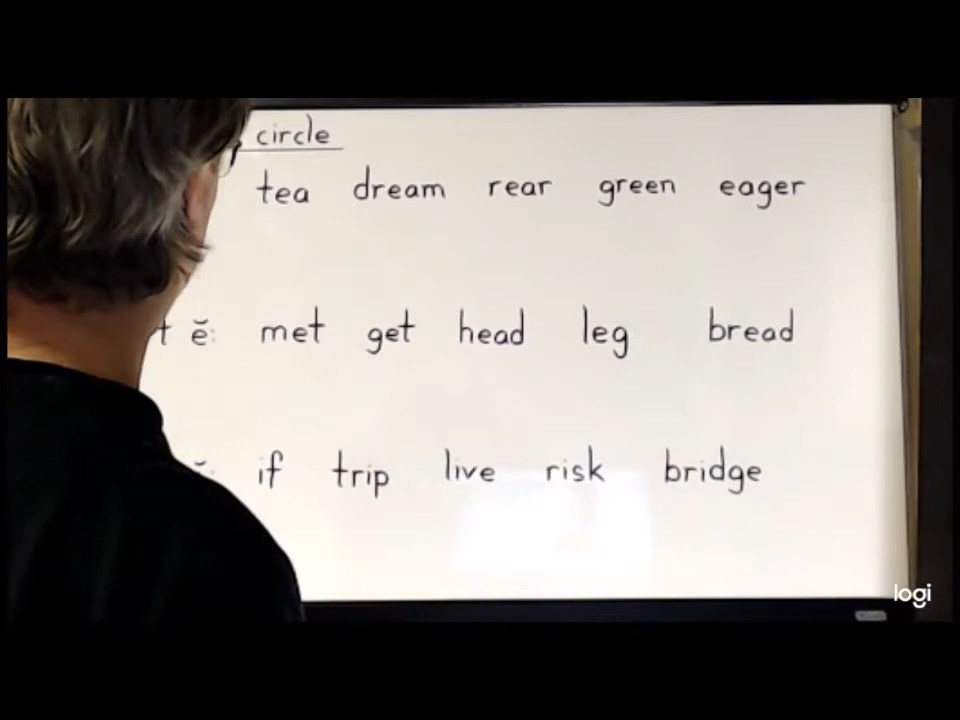 circle
tea dream rear green eager
t ĕ: met get head leg bread
if trip live risk bridge
logi